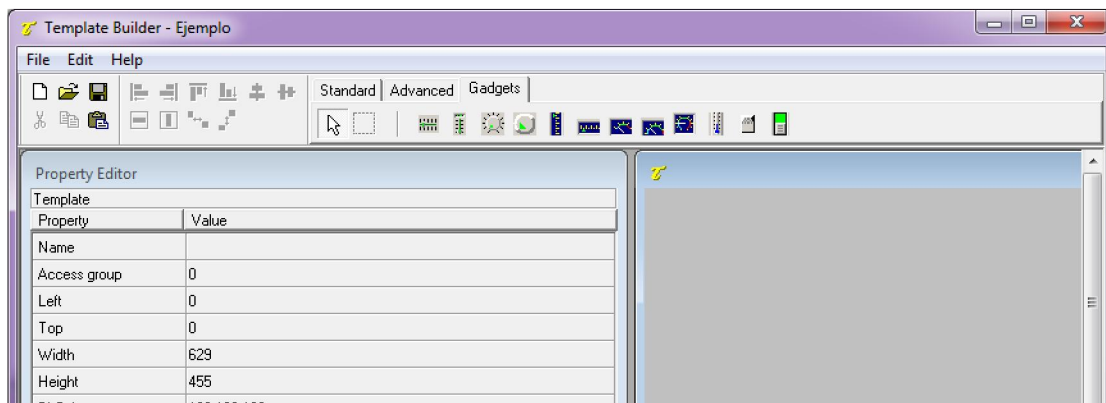 Template Builder - Ejemplo
File Edit Help
Standard Advanced Gadgets
Property Editor
Template
Property Value
Name
Access group 0
Left 0
Top 0
Width 629
Height 455